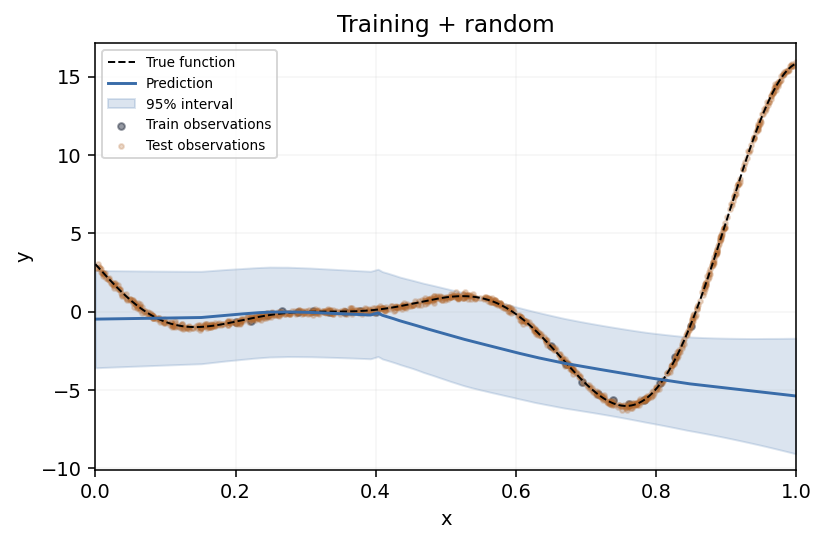 Training + random
True function
Prediction
95% interval
Train observations
Test observations
15
10
5
0
−5
−10
y
0.0 0.2 0.4 0.6 0.8 1.0
x